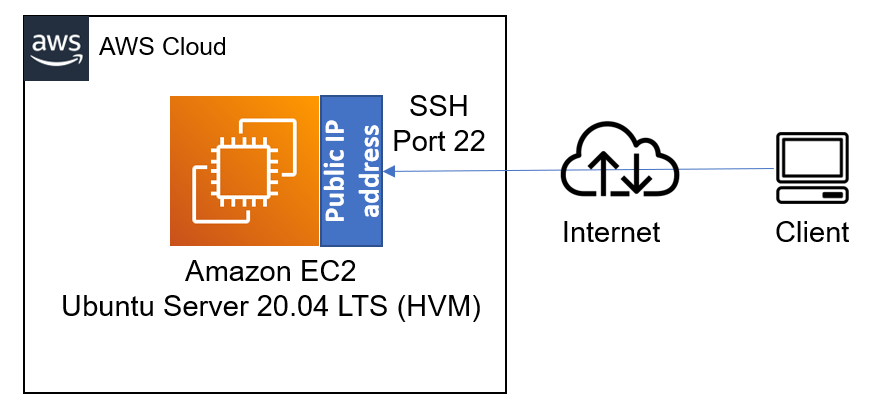 aws
AWS Cloud
SSH
Port 22
Public IP
address
Internet
Client
Amazon EC2
Ubuntu Server 20.04 LTS (HVM)